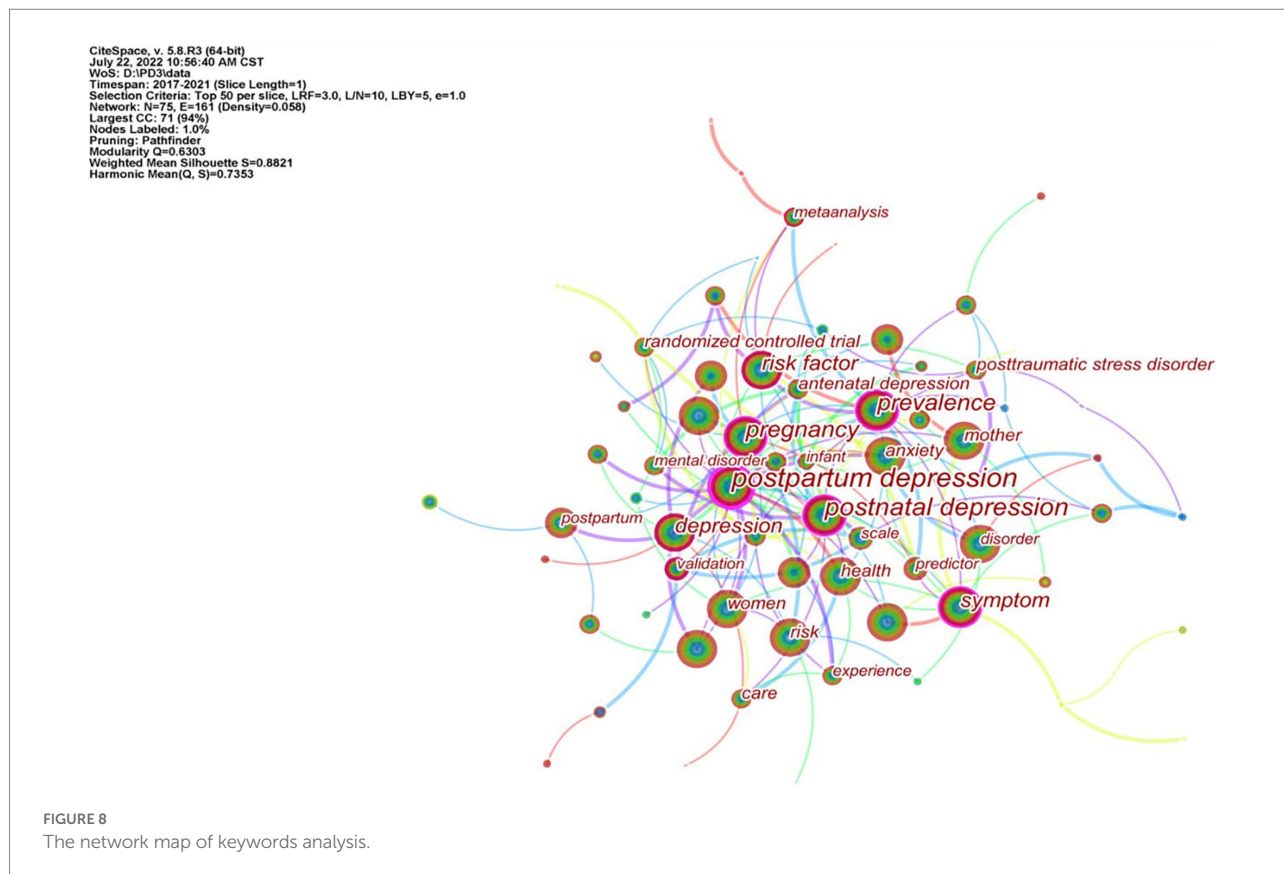 CiteSpace, v. 5.8.R3 (64-bit)
July 22, 2022 10:56:40 AM CST
WoS: D:\PD3\data
Timespan: 2017-2021 (Slice Length=1)
Selection Criteria: Top 50 per slice, LRF=3.0, L/N=10, LBY=5, e=1.0
Network: N=75, E=161 (Density=0.058)
Largest CC: 71 (94%)
Nodes Labeled: 1.0%
Pruning: Pathfinder
Modularity Q=0.6303
Weighted Mean Silhouette S=0.8821
Harmonic Mean(Q, S)=0.7353
metaanalysis
randomized controlled trial
risk factor
posttraumatic stress disorder
antenatal depression
prevalence
pregnancy
mother
anxiety
mental disorder
infant
postpartum depression
postnatal depression
postpartum
depression
scale
disorder
validation
predictor
health
women
symptom
risk
experience
care
FIGURE 8
The network map of keywords analysis.